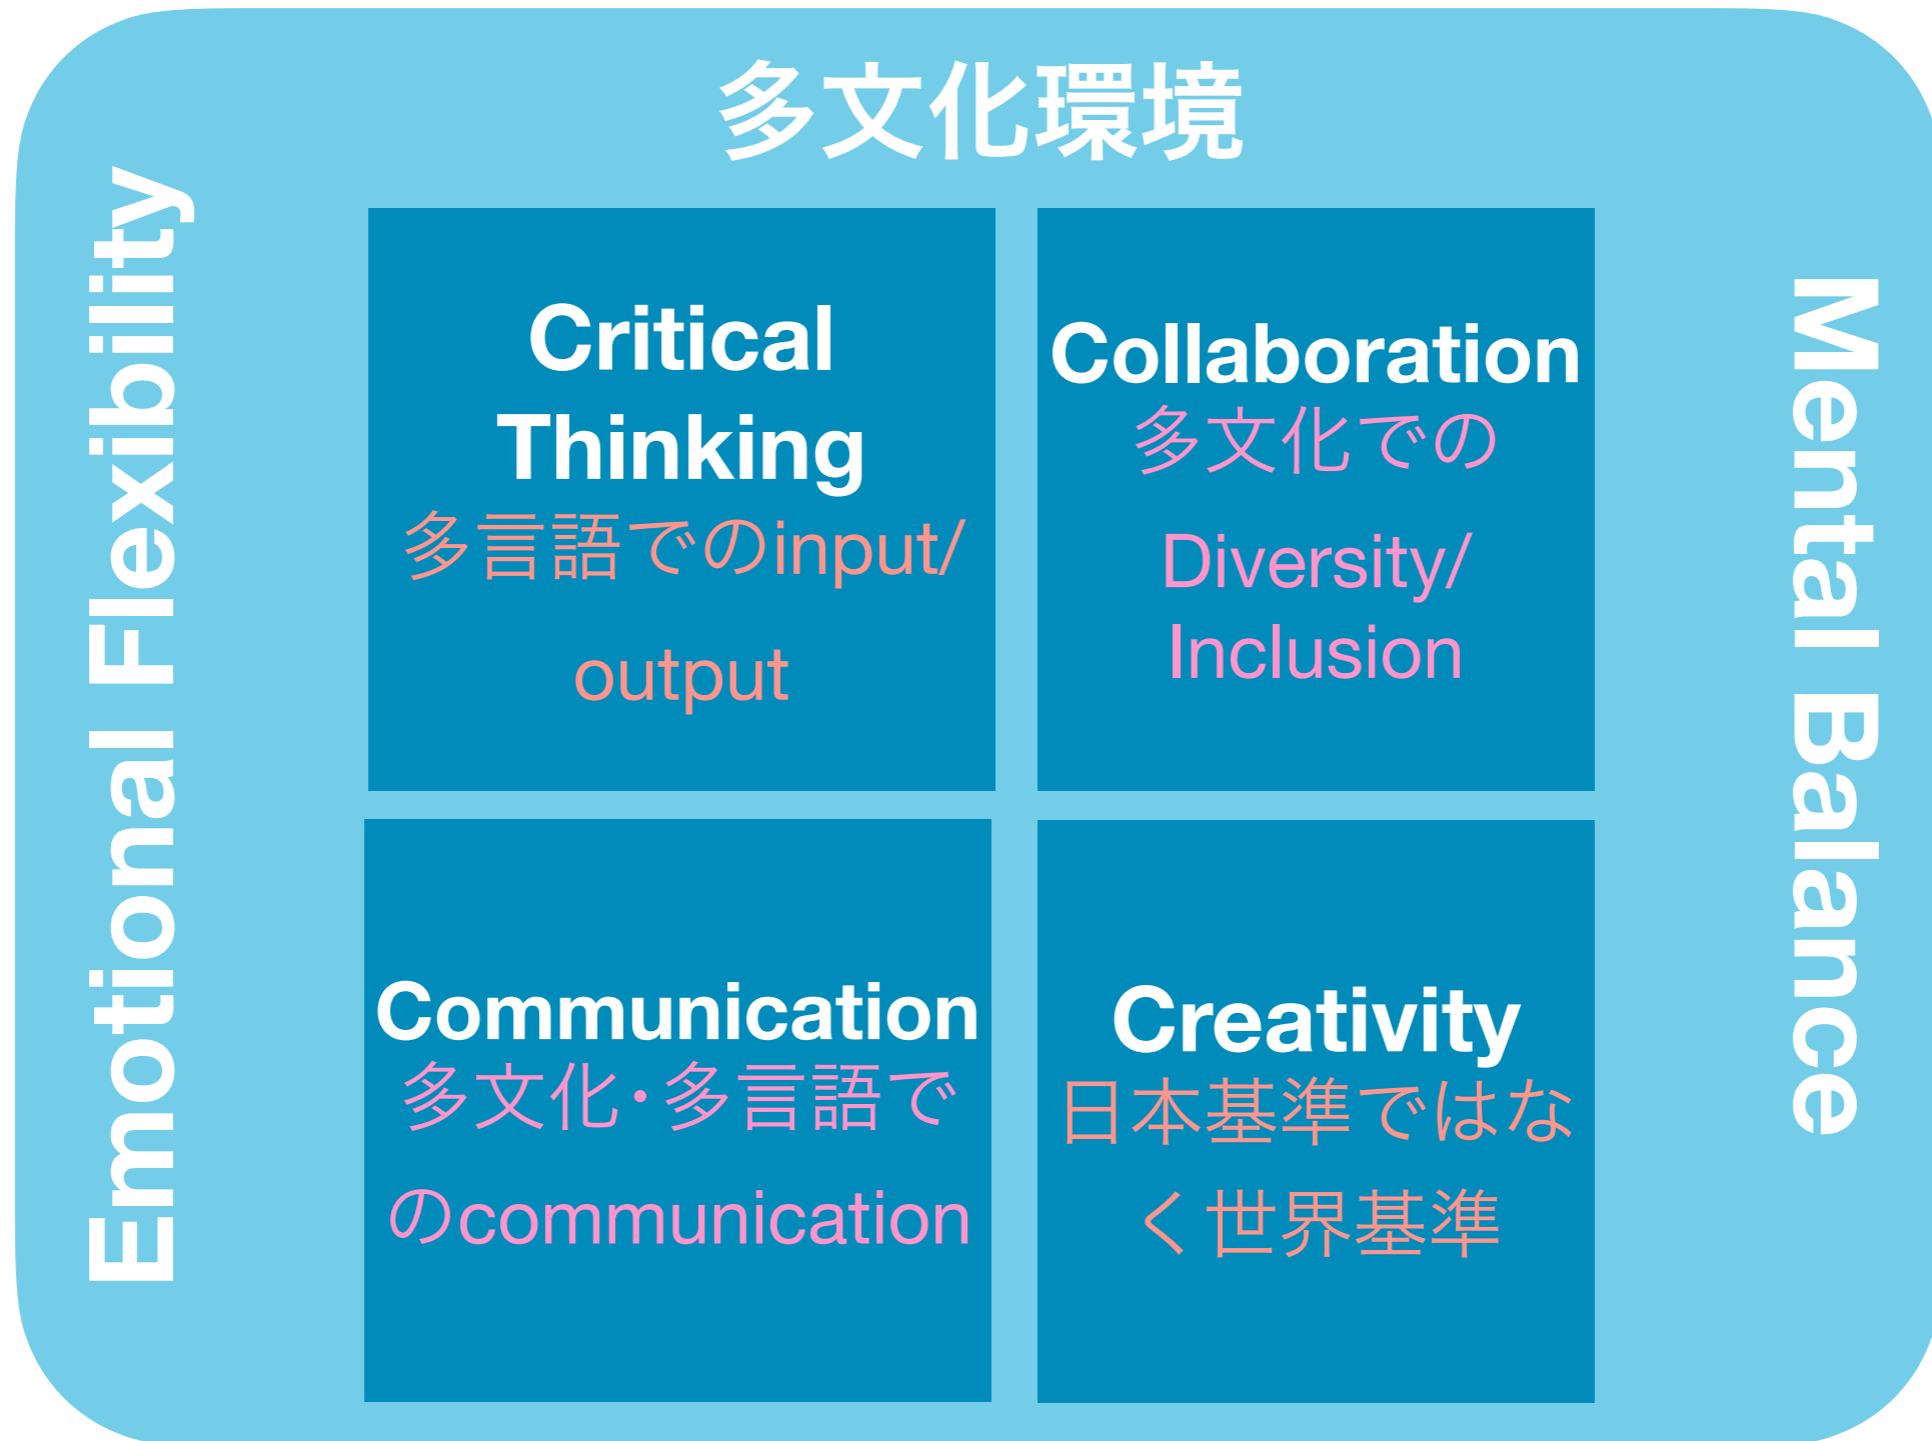 多文化環境
Emotional Flexibility
Critical
Thinking
多言語でのinput/
output
Collaboration
多文化での
Diversity/
Inclusion
Communication
多文化・多言語で
のcommunication
Creativity
日本基準ではな
く世界基準
Mental Balance